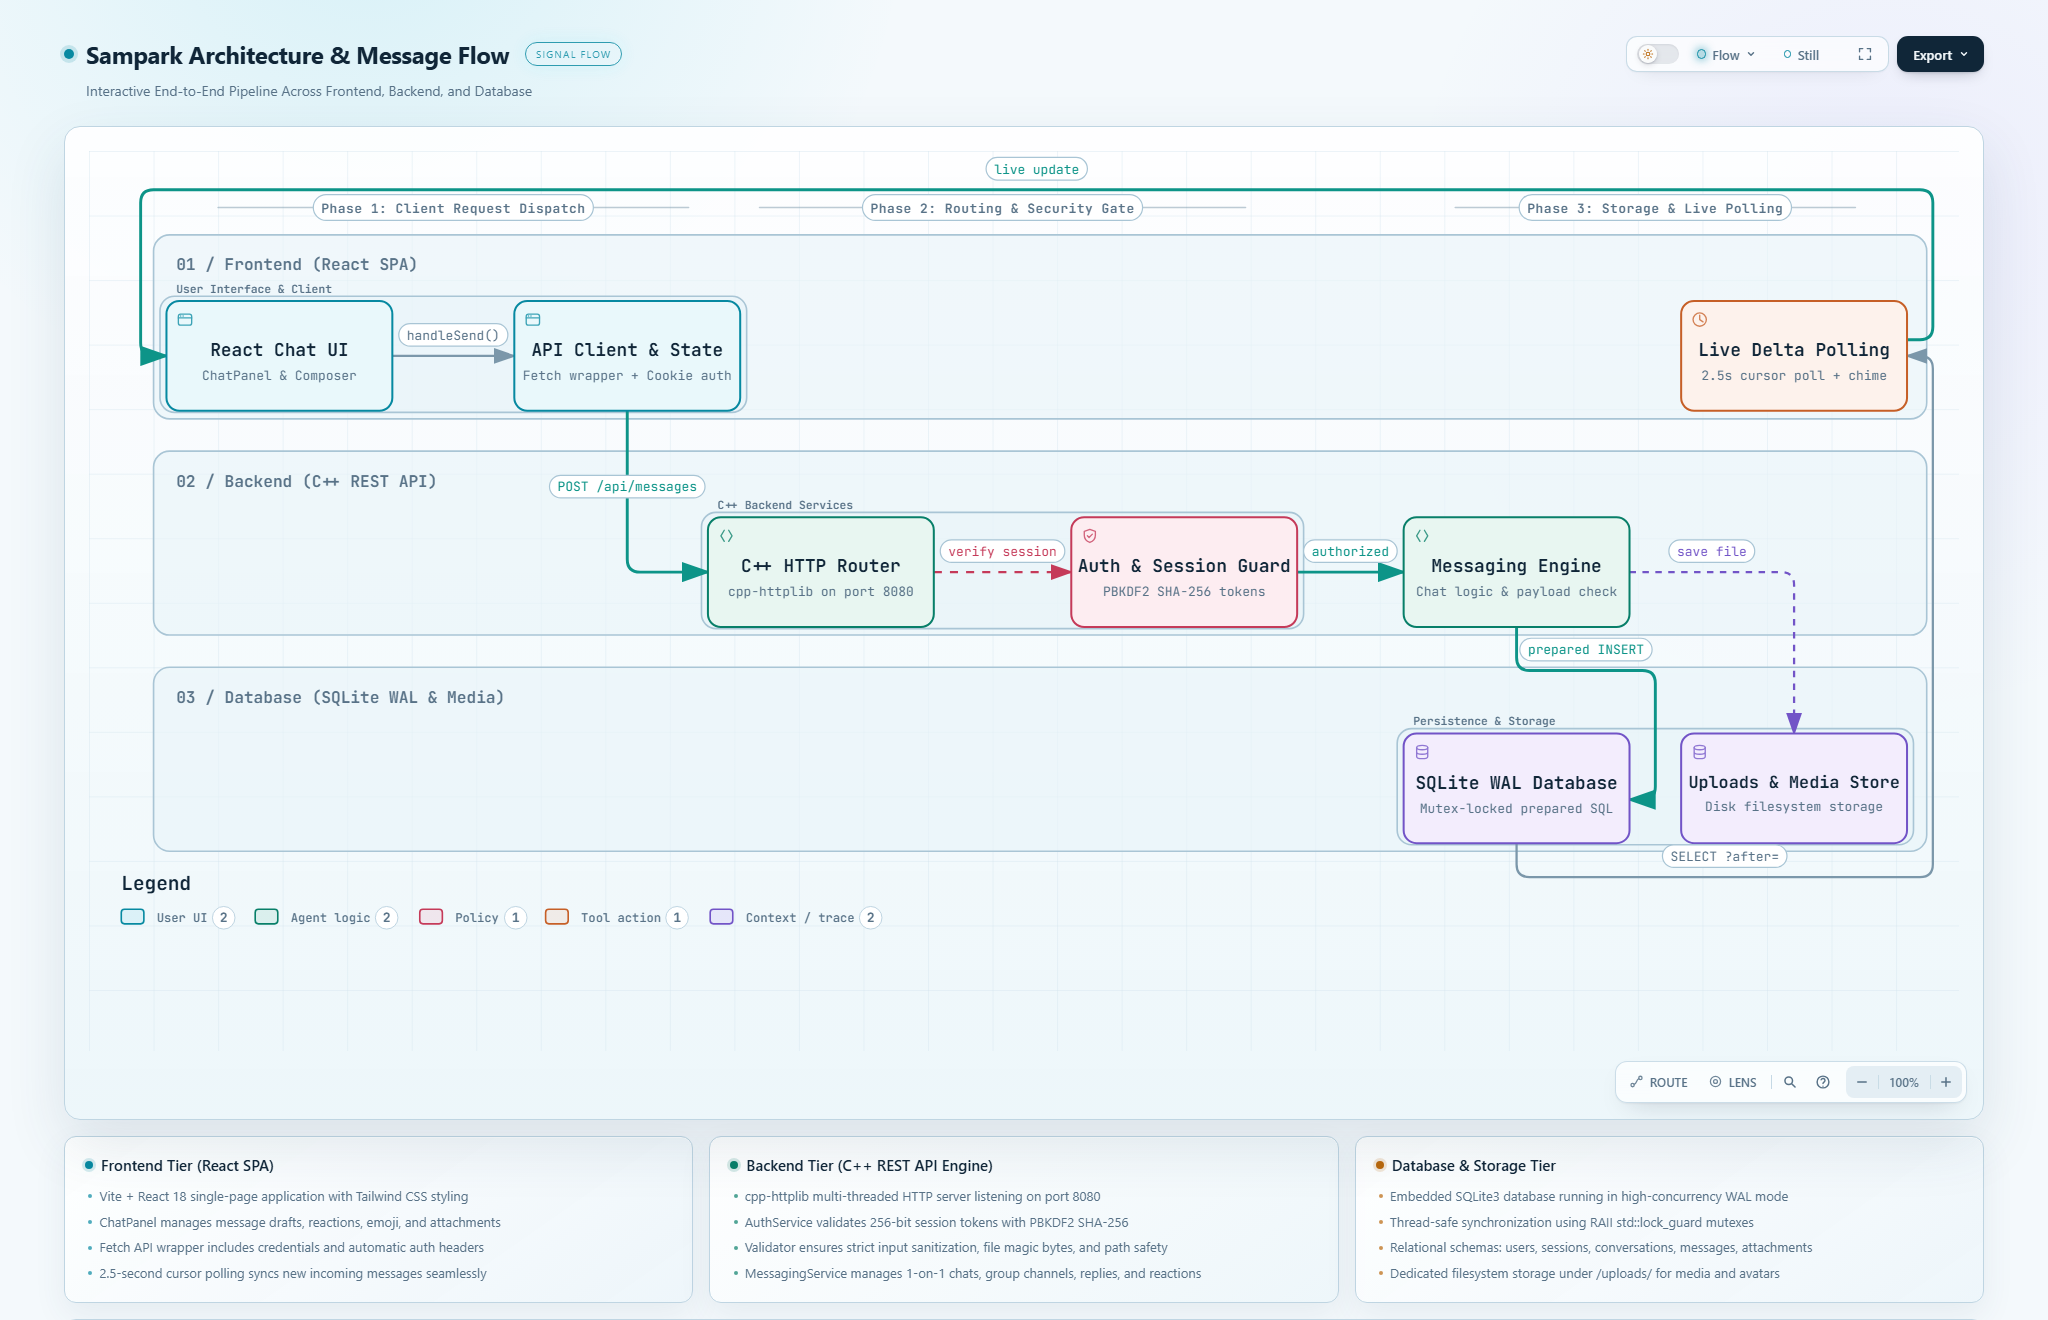 Sampark Architecture & Message Flow
SIGNAL FLOW
Interactive End-to-End Pipeline Across Frontend, Backend, and Database
Flow
Still
Export
live update
Phase 1: Client Request Dispatch
Phase 2: Routing & Security Gate
Phase 3: Storage & Live Polling
01 / Frontend (React SPA)
User Interface & Client
React Chat UI
ChatPanel & Composer
handleSend()
API Client & State
Fetch wrapper + Cookie auth
Live Delta Polling
2.5s cursor poll + chime
02 / Backend (C++ REST API)
POST /api/messages
C++ Backend Services
C++ HTTP Router
cpp-httplib on port 8080
verify session
Auth & Session Guard
PBKDF2 SHA-256 tokens
authorized
Messaging Engine
Chat logic & payload check
save file
prepared INSERT
03 / Database (SQLite WAL & Media)
Persistence & Storage
SQLite WAL Database
Mutex-locked prepared SQL
Uploads & Media Store
Disk filesystem storage
SELECT ?after=
Legend
User UI 2
Agent logic 2
Policy 1
Tool action 1
Context / trace 2
ROUTE
LENS
100%
Frontend Tier (React SPA)
• Vite + React 18 single-page application with Tailwind CSS styling
• ChatPanel manages message drafts, reactions, emoji, and attachments
• Fetch API wrapper includes credentials and automatic auth headers
• 2.5-second cursor polling syncs new incoming messages seamlessly
Backend Tier (C++ REST API Engine)
• cpp-httplib multi-threaded HTTP server listening on port 8080
• AuthService validates 256-bit session tokens with PBKDF2 SHA-256
• Validator ensures strict input sanitization, file magic bytes, and path safety
• MessagingService manages 1-on-1 chats, group channels, replies, and reactions
Database & Storage Tier
• Embedded SQLite3 database running in high-concurrency WAL mode
• Thread-safe synchronization using RAII std::lock_guard mutexes
• Relational schemas: users, sessions, conversations, messages, attachments
• Dedicated filesystem storage under /uploads/ for media and avatars